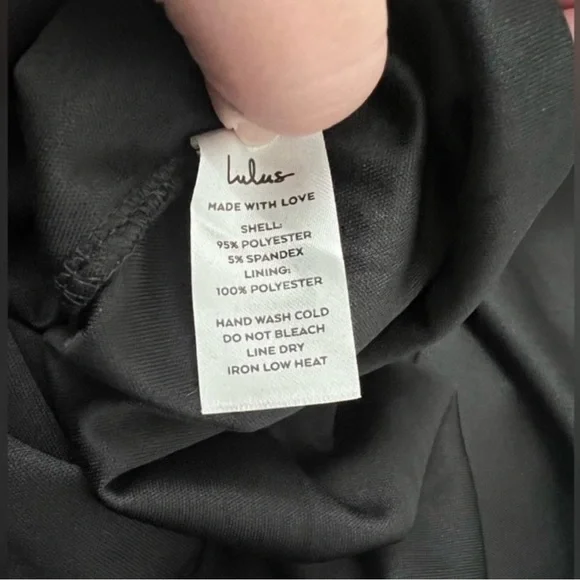 Lulus
MADE WITH LOVE
SHELL:
95% POLYESTER
5% SPANDEX
LINING:
100% POLYESTER
HAND WASH COLD
DO NOT BLEACH
LINE DRY
IRON LOW HEAT